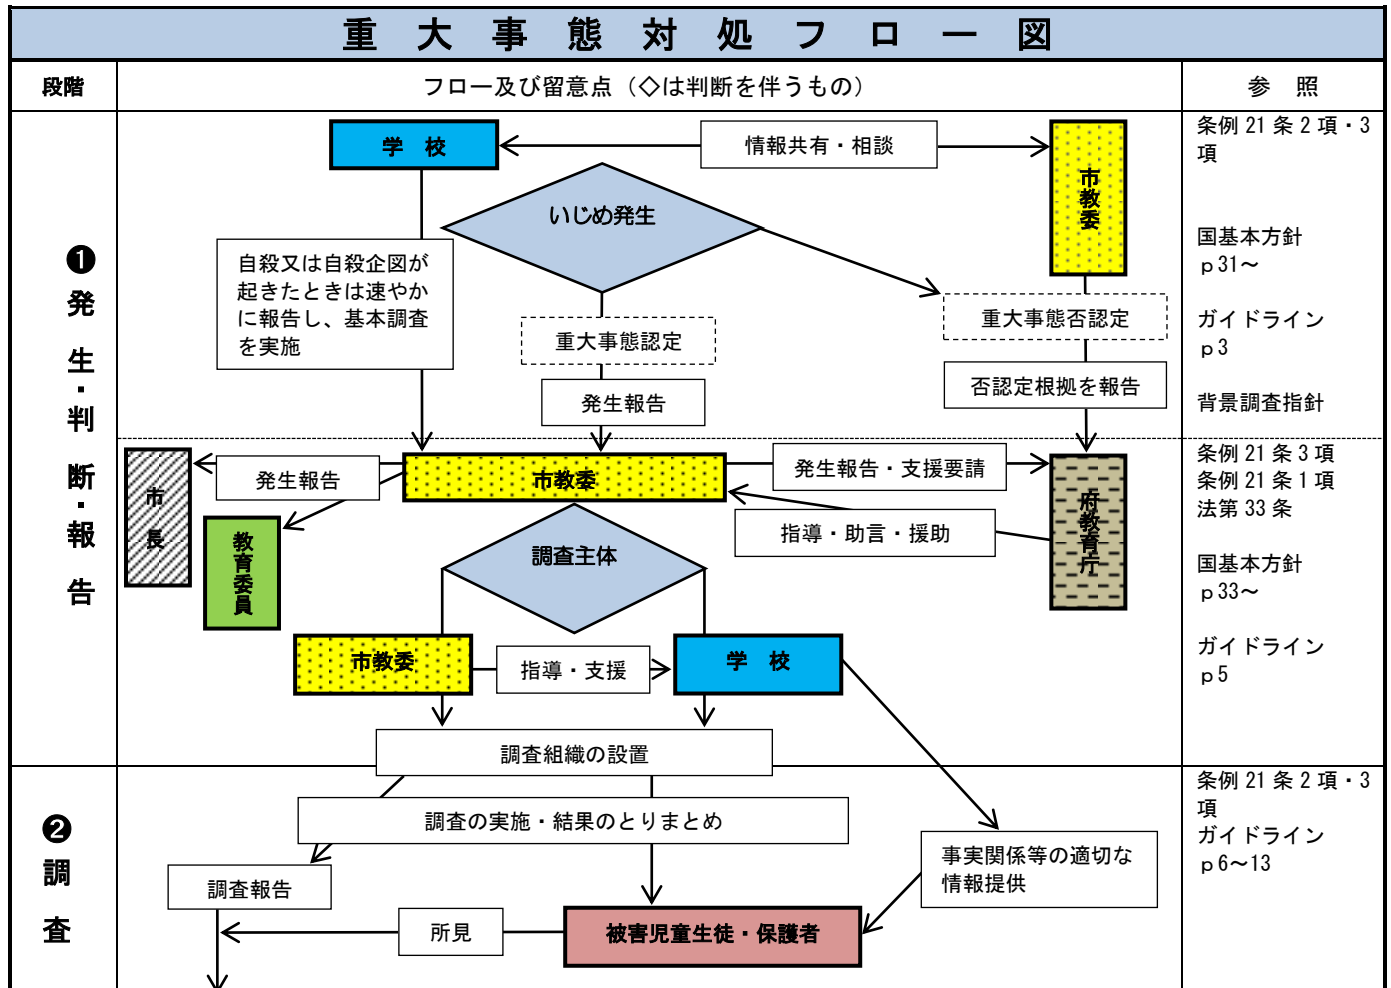 重大事態対処フロー図
段階
フロー及び留意点（◇は判断を伴うもの）
参　照
❶発生・判断・報告
学　校
情報共有・相談
市教委
いじめ発生
自殺又は自殺企図が
起きたときは速やか
に報告し、基本調査
を実施
重大事態認定
重大事態否認定
発生報告
否認定根拠を報告
条例 21 条 2 項・3
項
国基本方針
ｐ31～
ガイドライン
ｐ3
背景調査指針
市長
発生報告
市教委
発生報告・支援要請
府教育庁
教育委員
指導・助言・援助
調査主体
市教委
指導・支援
学　校
調査組織の設置
条例 21 条 3 項
条例 21 条 1 項
法第 33 条
国基本方針
ｐ33～
ガイドライン
ｐ5
❷調査
調査の実施・結果のとりまとめ
調査報告
事実関係等の適切な
情報提供
所見
被害児童生徒・保護者
条例 21 条 2 項・3
項
ガイドライン
ｐ6～13